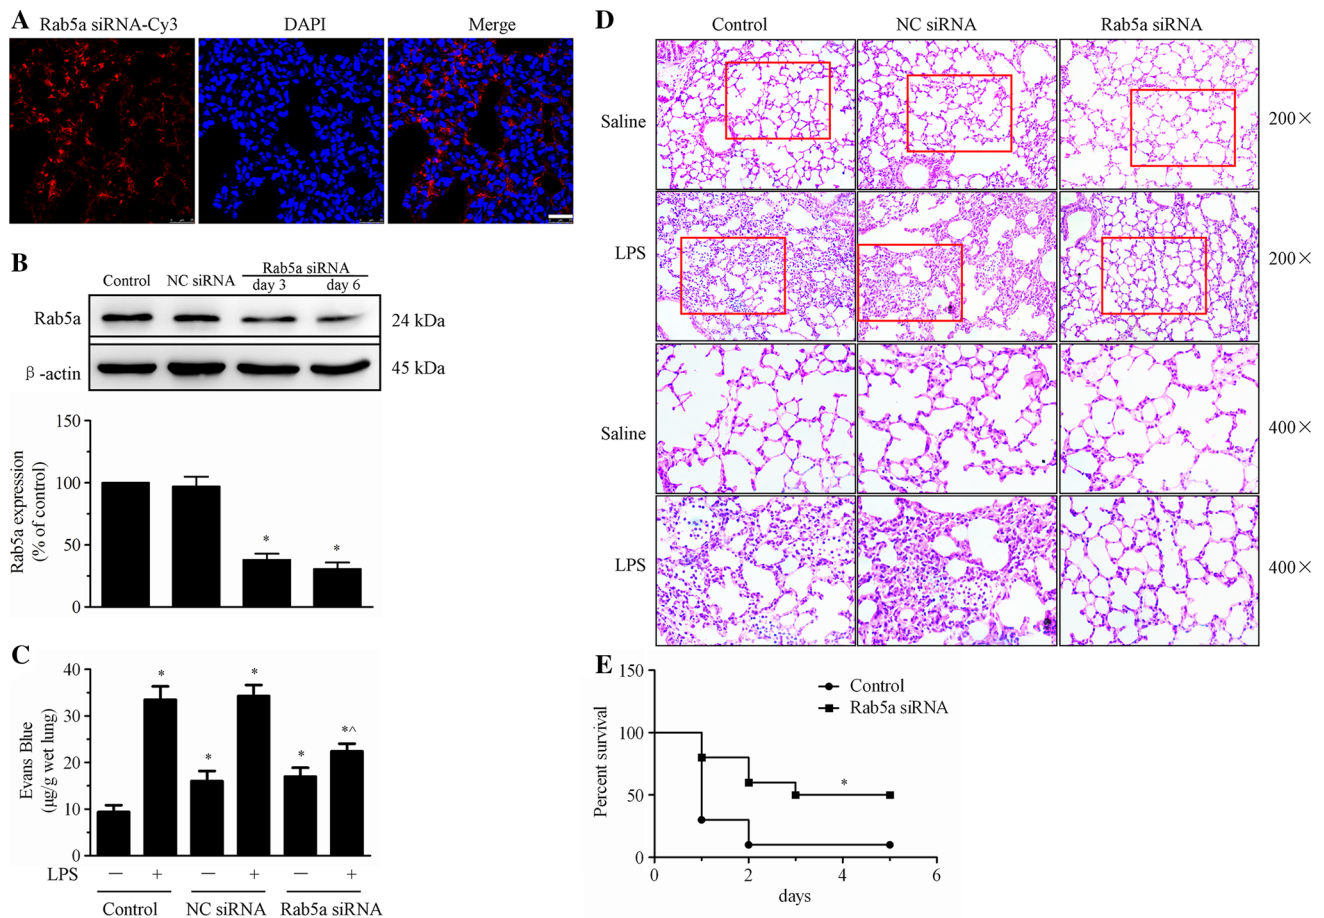 A
Rab5a siRNA-Cy3 DAPI Merge
B
Control NC siRNA Rab5a siRNA
day 3 day 6
Rab5a 24 kDa
β-actin 45 kDa
Rab5a expression
(% of control)
150
100
50
0
* *
C
Evans Blue
(μg/g wet lung)
40
30
20
10
0
* * * * *^
LPS − + − + − +
Control NC siRNA Rab5a siRNA
D
Control NC siRNA Rab5a siRNA
Saline 200×
LPS 200×
Saline 400×
LPS 400×
E
Percent survival
150
100
50
0
Control
Rab5a siRNA
*
0 2 4 6
days